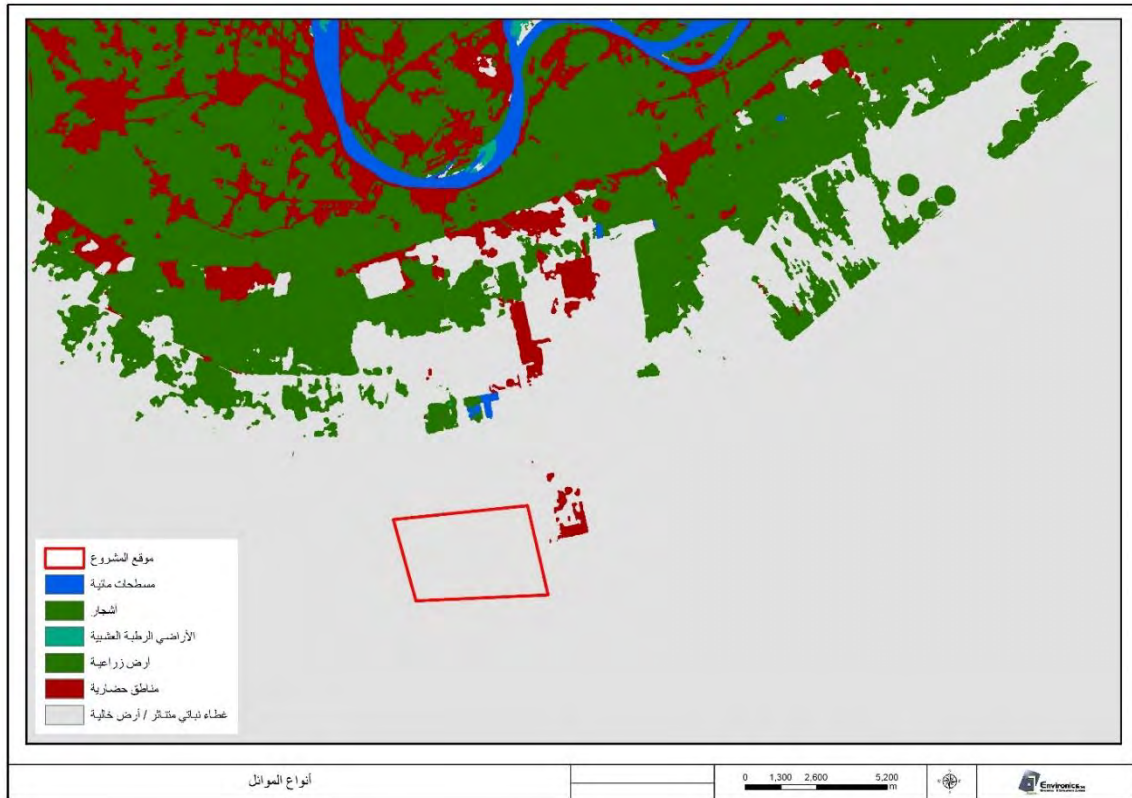 موقع المشروع
مسطحات مائية
أشجار
الأراضي الرطبة العشبية
أرض زراعية
مناطق حضارية
غطاء نباتي متناثر / أرض خالية
أنواع الموائل
0 1,300 2,600 5,200
m
Environics